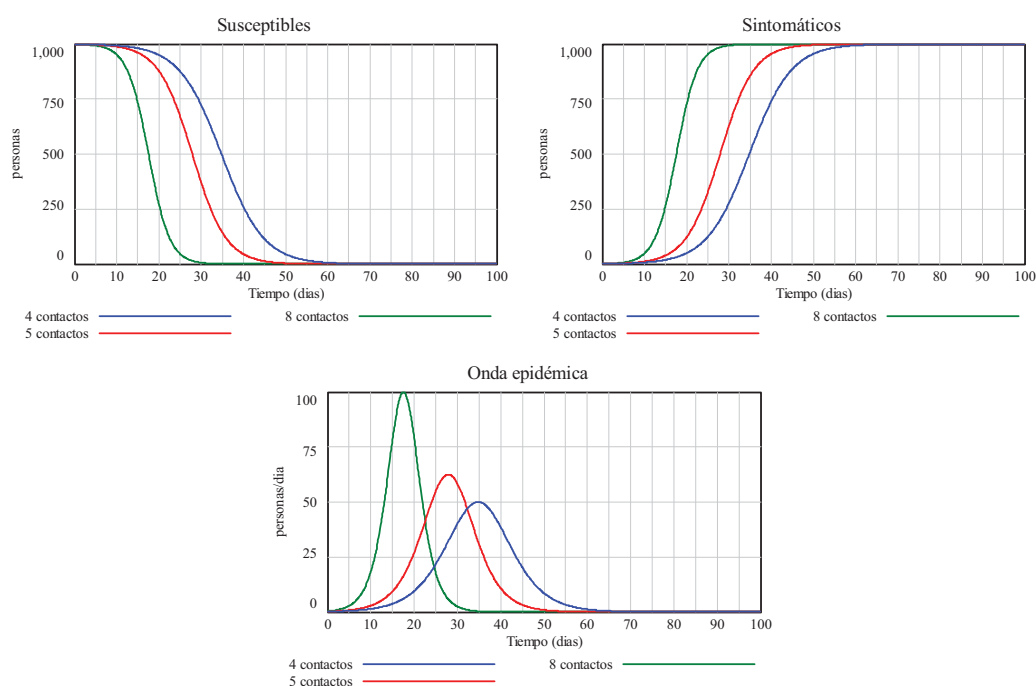 Susceptibles
1,000
750
500
250
0
personas
0 10 20 30 40 50 60 70 80 90 100
Tiempo (dias)
4 contactos
5 contactos
8 contactos
Sintomáticos
1,000
750
500
250
0
personas
0 10 20 30 40 50 60 70 80 90 100
Tiempo (dias)
4 contactos
5 contactos
8 contactos
Onda epidémica
100
75
50
25
0
personas/dia
0 10 20 30 40 50 60 70 80 90 100
Tiempo (dias)
4 contactos
5 contactos
8 contactos